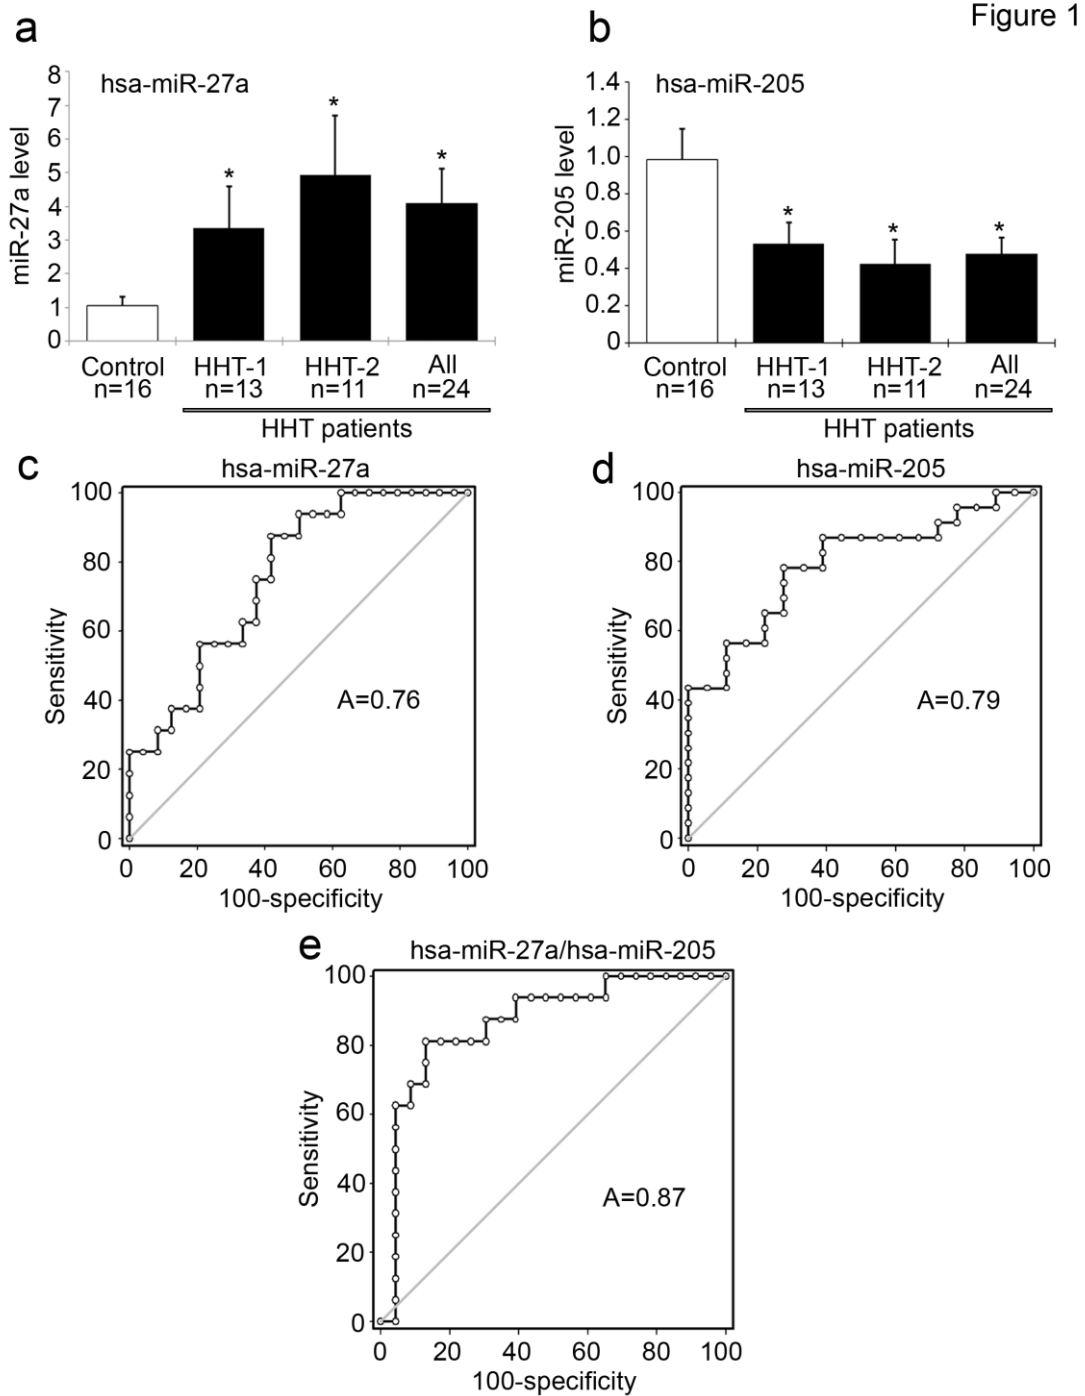 Figure 1
a
hsa-miR-27a
miR-27a level
8
7
6
5
4
3
2
1
0
*
*
*
Control
n=16
HHT-1
n=13
HHT-2
n=11
All
n=24
HHT patients
b
hsa-miR-205
miR-205 level
1.4
1.2
1.0
0.8
0.6
0.4
0.2
0
*
*
*
Control
n=16
HHT-1
n=13
HHT-2
n=11
All
n=24
HHT patients
c
hsa-miR-27a
Sensitivity
100
80
60
40
20
0
A=0.76
0 20 40 60 80 100
100-specificity
d
hsa-miR-205
Sensitivity
100
80
60
40
20
0
A=0.79
0 20 40 60 80 100
100-specificity
e
hsa-miR-27a/hsa-miR-205
Sensitivity
100
80
60
40
20
0
A=0.87
0 20 40 60 80 100
100-specificity